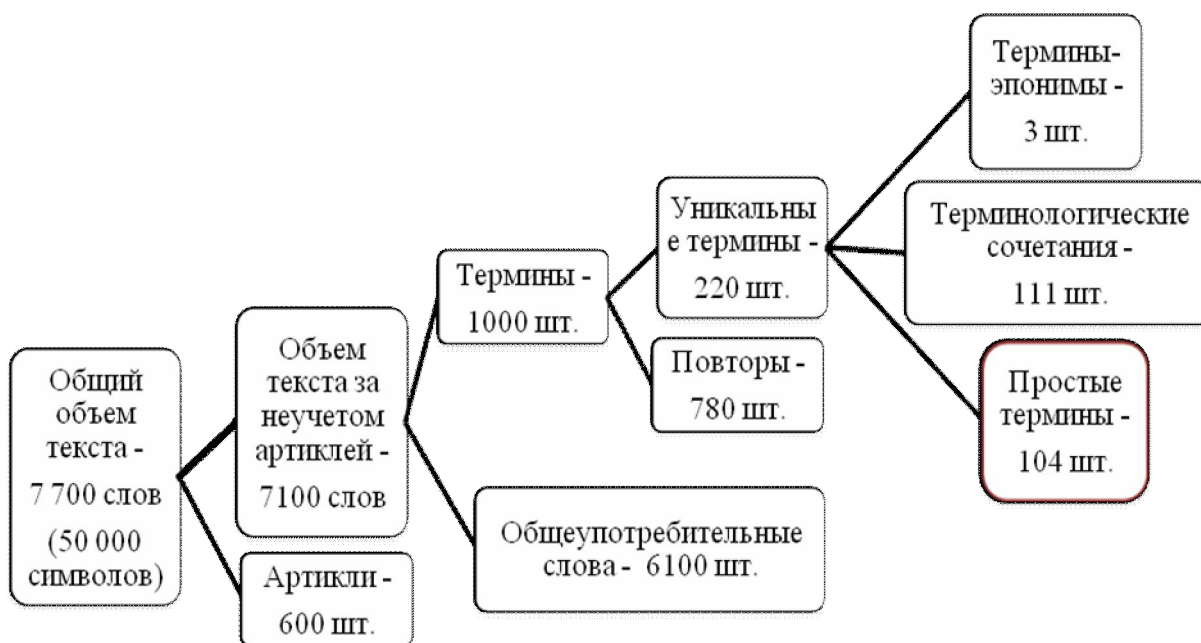 Общий
объем
текста -
7 700 слов
(50 000
символов)
Объем
текста за
неучетом
артиклей -
7100 слов
Артикли -
600 шт.
Термины -
1000 шт.
Общеупотребительные
слова - 6100 шт.
Уникальны
е термины -
220 шт.
Повторы -
780 шт.
Термины-
эпонимы -
3 шт.
Терминологические
сочетания -
111 шт.
Простые
термины -
104 шт.